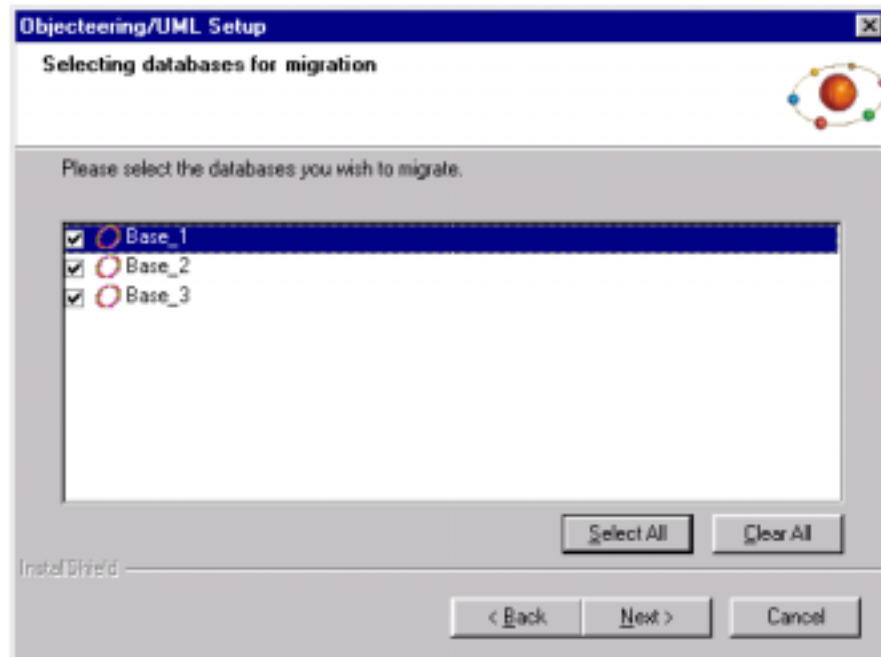 Objecteering/UML Setup
Selecting databases for migration
Please select the databases you wish to migrate.
Base_1
Base_2
Base_3
Select All
Clear All
InstallShield
< Back
Next >
Cancel